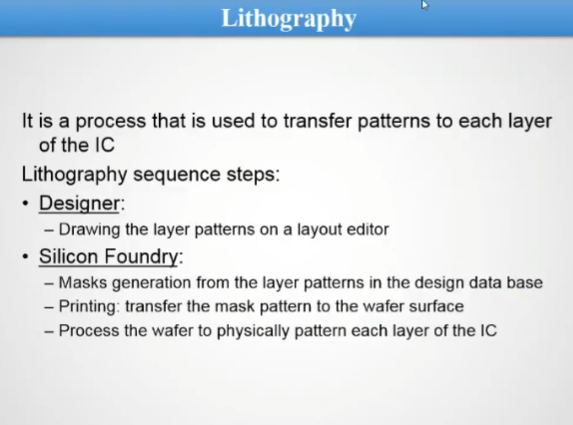 Lithography
It is a process that is used to transfer patterns to each layer
of the IC
Lithography sequence steps:
• Designer:
– Drawing the layer patterns on a layout editor
• Silicon Foundry:
– Masks generation from the layer patterns in the design data base
– Printing: transfer the mask pattern to the wafer surface
– Process the wafer to physically pattern each layer of the IC